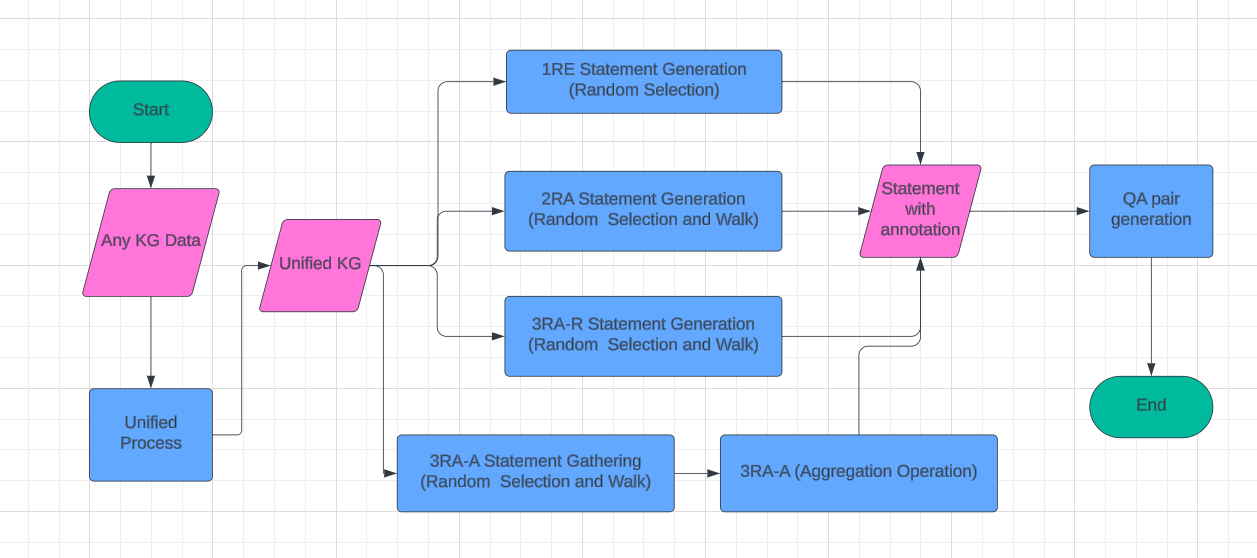 Start
Any KG Data
Unified
Process
Unified KG
1RE Statement Generation
(Random Selection)
2RA Statement Generation
(Random  Selection and Walk)
3RA-R Statement Generation
(Random  Selection and Walk)
3RA-A Statement Gathering
(Random  Selection and Walk)
3RA-A (Aggregation Operation)
Statement
with
annotation
QA pair
generation
End